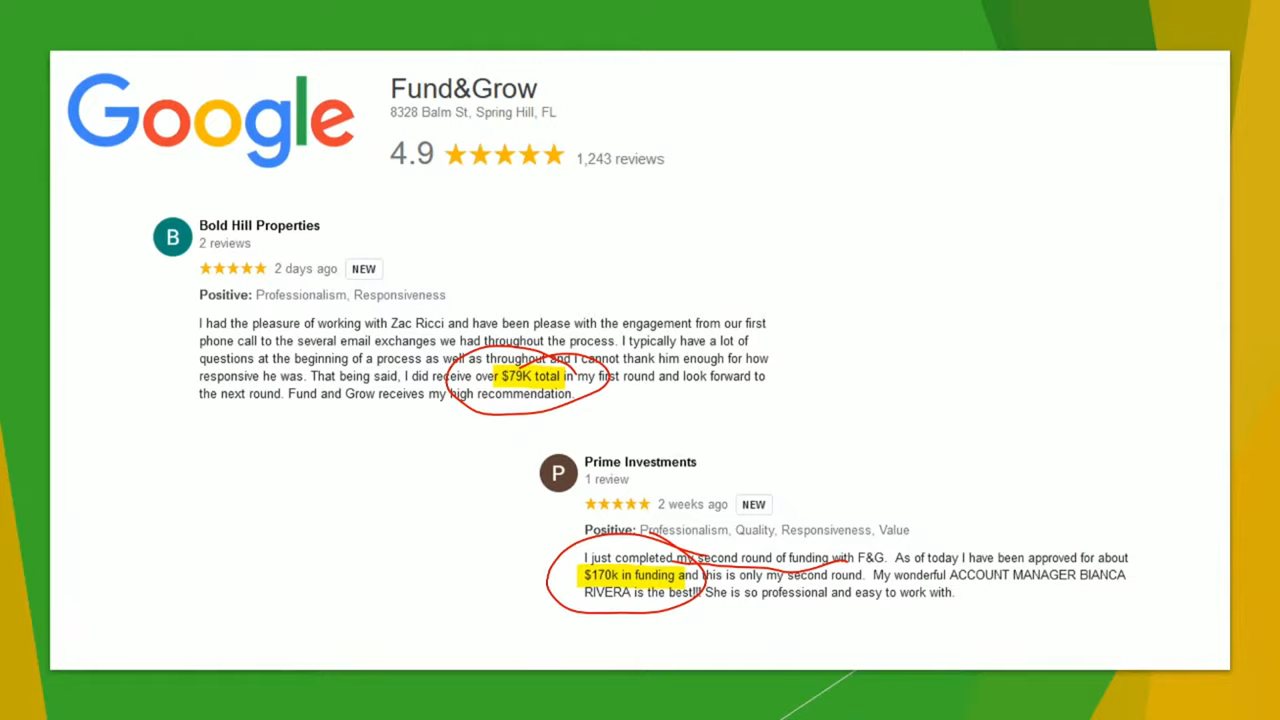 Google
Fund&Grow
8328 Balm St, Spring Hill, FL
4.9 ★★★★★ 1,243 reviews
B
Bold Hill Properties
2 reviews
★★★★★ 2 days ago NEW
Positive: Professionalism, Responsiveness
I had the pleasure of working with Zac Ricci and have been please with the engagement from our first
phone call to the several email exchanges we had throughout the process. I typically have a lot of
questions at the beginning of a process as well as throughout and I cannot thank him enough for how
responsive he was. That being said, I did receive over $79K total in my first round and look forward to
the next round. Fund and Grow receives my high recommendation.
P
Prime Investments
1 review
★★★★★ 2 weeks ago NEW
Positive: Professionalism, Quality, Responsiveness, Value
I just completed my second round of funding with F&G. As of today I have been approved for about
$170k in funding and this is only my second round. My wonderful ACCOUNT MANAGER BIANCA
RIVERA is the best!!! She is so professional and easy to work with.